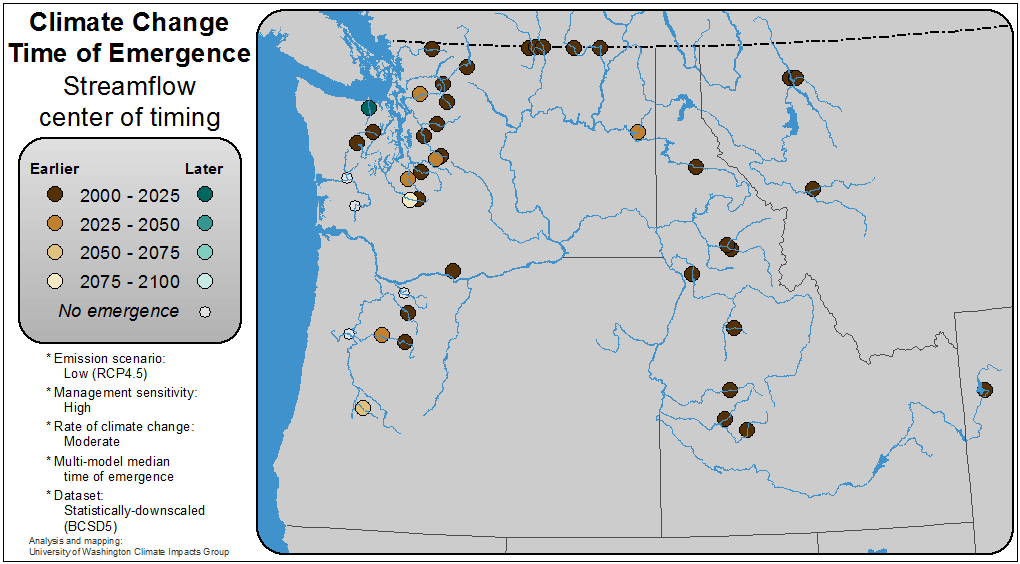 Climate Change
Time of Emergence
Streamflow
center of timing
Earlier Later
2000 - 2025
2025 - 2050
2050 - 2075
2075 - 2100
No emergence
* Emission scenario:
Low (RCP4.5)
* Management sensitivity:
High
* Rate of climate change:
Moderate
* Multi-model median
time of emergence
* Dataset:
Statistically-downscaled
(BCSD5)
Analysis and mapping:
University of Washington Climate Impacts Group